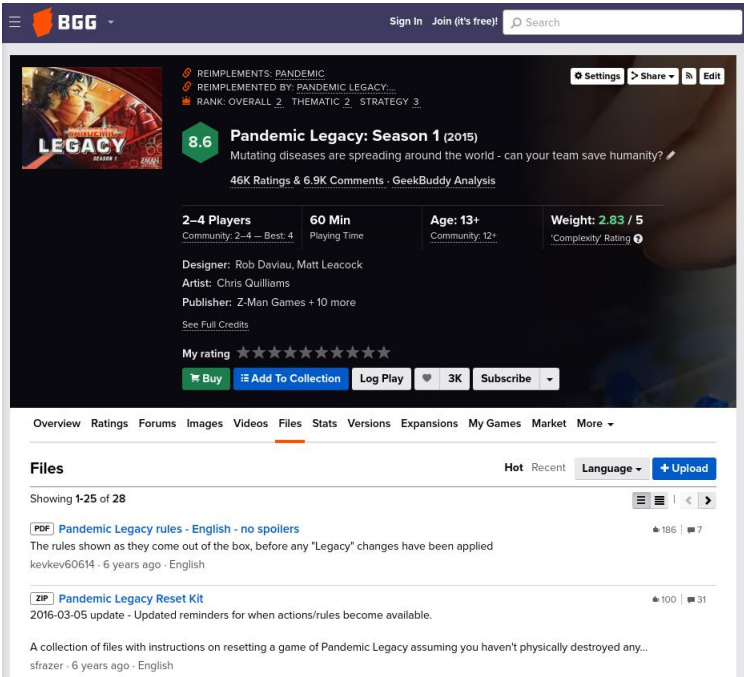 BGG
Sign In Join (it's free)! Search
REIMPLEMENTS: PANDEMIC
REIMPLEMENTED BY: PANDEMIC LEGACY:...
RANK: OVERALL 2 THEMATIC 2 STRATEGY 3
Settings Share Edit
PANDEMIC
LEGACY
SEASON 1
8.6
Pandemic Legacy: Season 1 (2015)
Mutating diseases are spreading around the world - can your team save humanity?
46K Ratings & 6.9K Comments · GeekBuddy Analysis
2–4 Players 60 Min Age: 13+ Weight: 2.83 / 5
Community: 2–4 — Best: 4 Playing Time Community: 12+ 'Complexity' Rating
Designer: Rob Daviau, Matt Leacock
Artist: Chris Quilliams
Publisher: Z-Man Games + 10 more
See Full Credits
My rating
Buy Add To Collection Log Play 3K Subscribe
Overview Ratings Forums Images Videos Files Stats Versions Expansions My Games Market More
Files Hot Recent Language + Upload
Showing 1-25 of 28
PDF Pandemic Legacy rules - English - no spoilers 186 7
The rules shown as they come out of the box, before any "Legacy" changes have been applied
kevkev60614 · 6 years ago · English
ZIP Pandemic Legacy Reset Kit 100 31
2016-03-05 update - Updated reminders for when actions/rules become available.
A collection of files with instructions on resetting a game of Pandemic Legacy assuming you haven't physically destroyed any...
sfrazer · 6 years ago · English